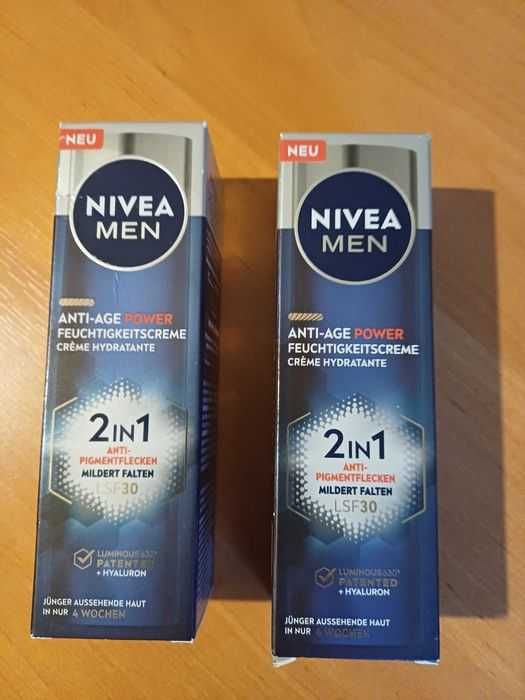 NEU
NIVEA
MEN
ANTI-AGE POWER
FEUCHTIGKEITSCREME
CRÈME HYDRATANTE
2IN1
ANTI-
PIGMENTFLECKEN
MILDERT FALTEN
LSF30
LUMINOUS630®
PATENTED
+ HYALURON
JÜNGER AUSSEHENDE HAUT
IN NUR 4 WOCHEN
NEU
NIVEA
MEN
ANTI-AGE POWER
FEUCHTIGKEITSCREME
CRÈME HYDRATANTE
2IN1
ANTI-
PIGMENTFLECKEN
MILDERT FALTEN
LSF30
LUMINOUS630®
PATENTED
+ HYALURON
JÜNGER AUSSEHENDE HAUT
IN NUR 4 WOCHEN